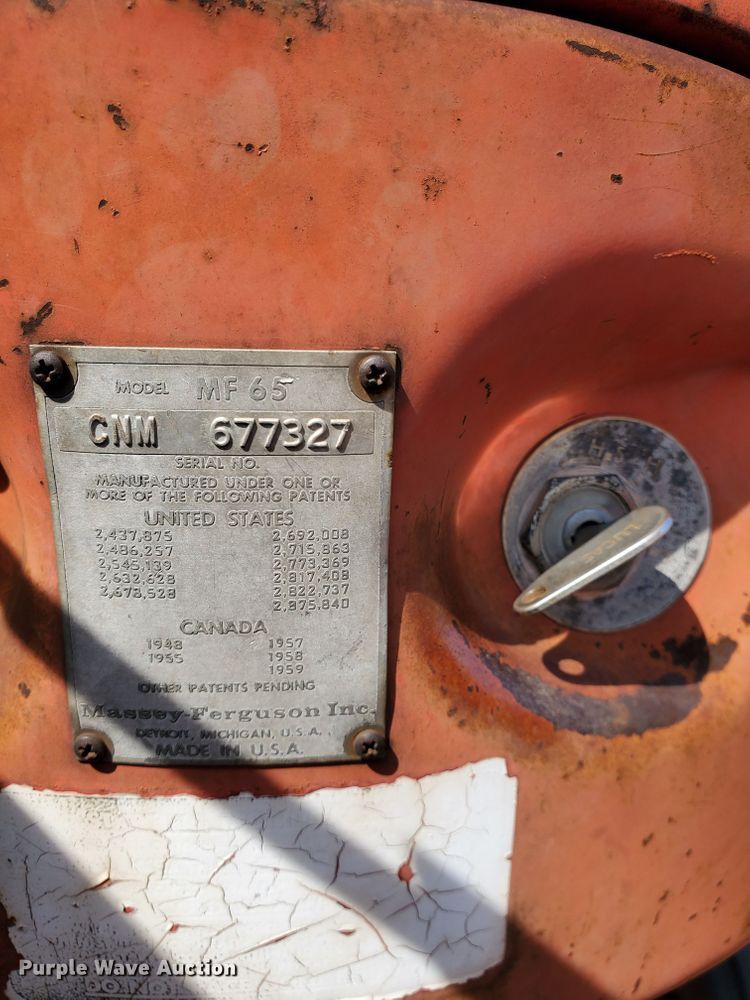 MODEL MF 65
CNM 677327
SERIAL NO.
MANUFACTURED UNDER ONE OR
MORE OF THE FOLLOWING PATENTS
UNITED STATES
2,437,875 2,692,008
2,486,257 2,715,863
2,545,139 2,773,369
2,632,628 2,817,408
2,678,528 2,822,737
2,875,840
CANADA
1948 1957
1955 1958
1959
OTHER PATENTS PENDING
Massey-Ferguson Inc.
DETROIT, MICHIGAN, U.S.A.
MADE IN U.S.A.
LUCAS
Purple Wave Auction